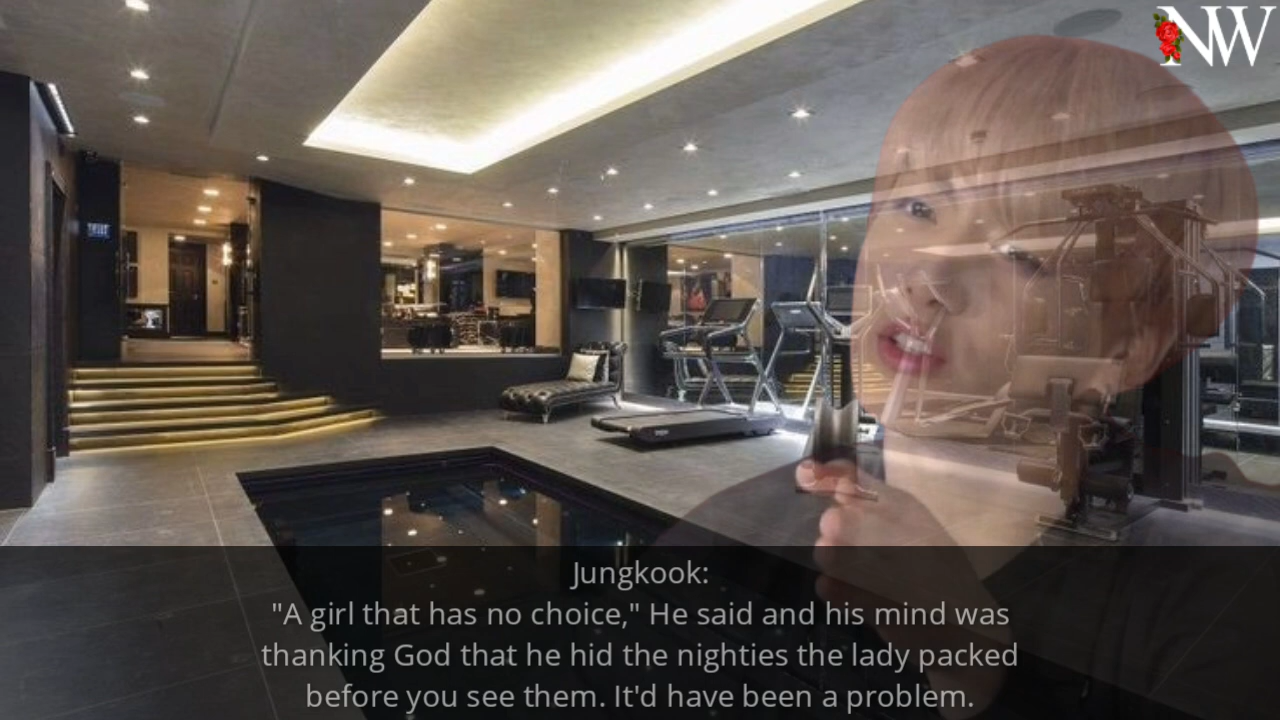 NW
Jungkook:
"A girl that has no choice," He said and his mind was
thanking God that he hid the nighties the lady packed
before you see them. It'd have been a problem.